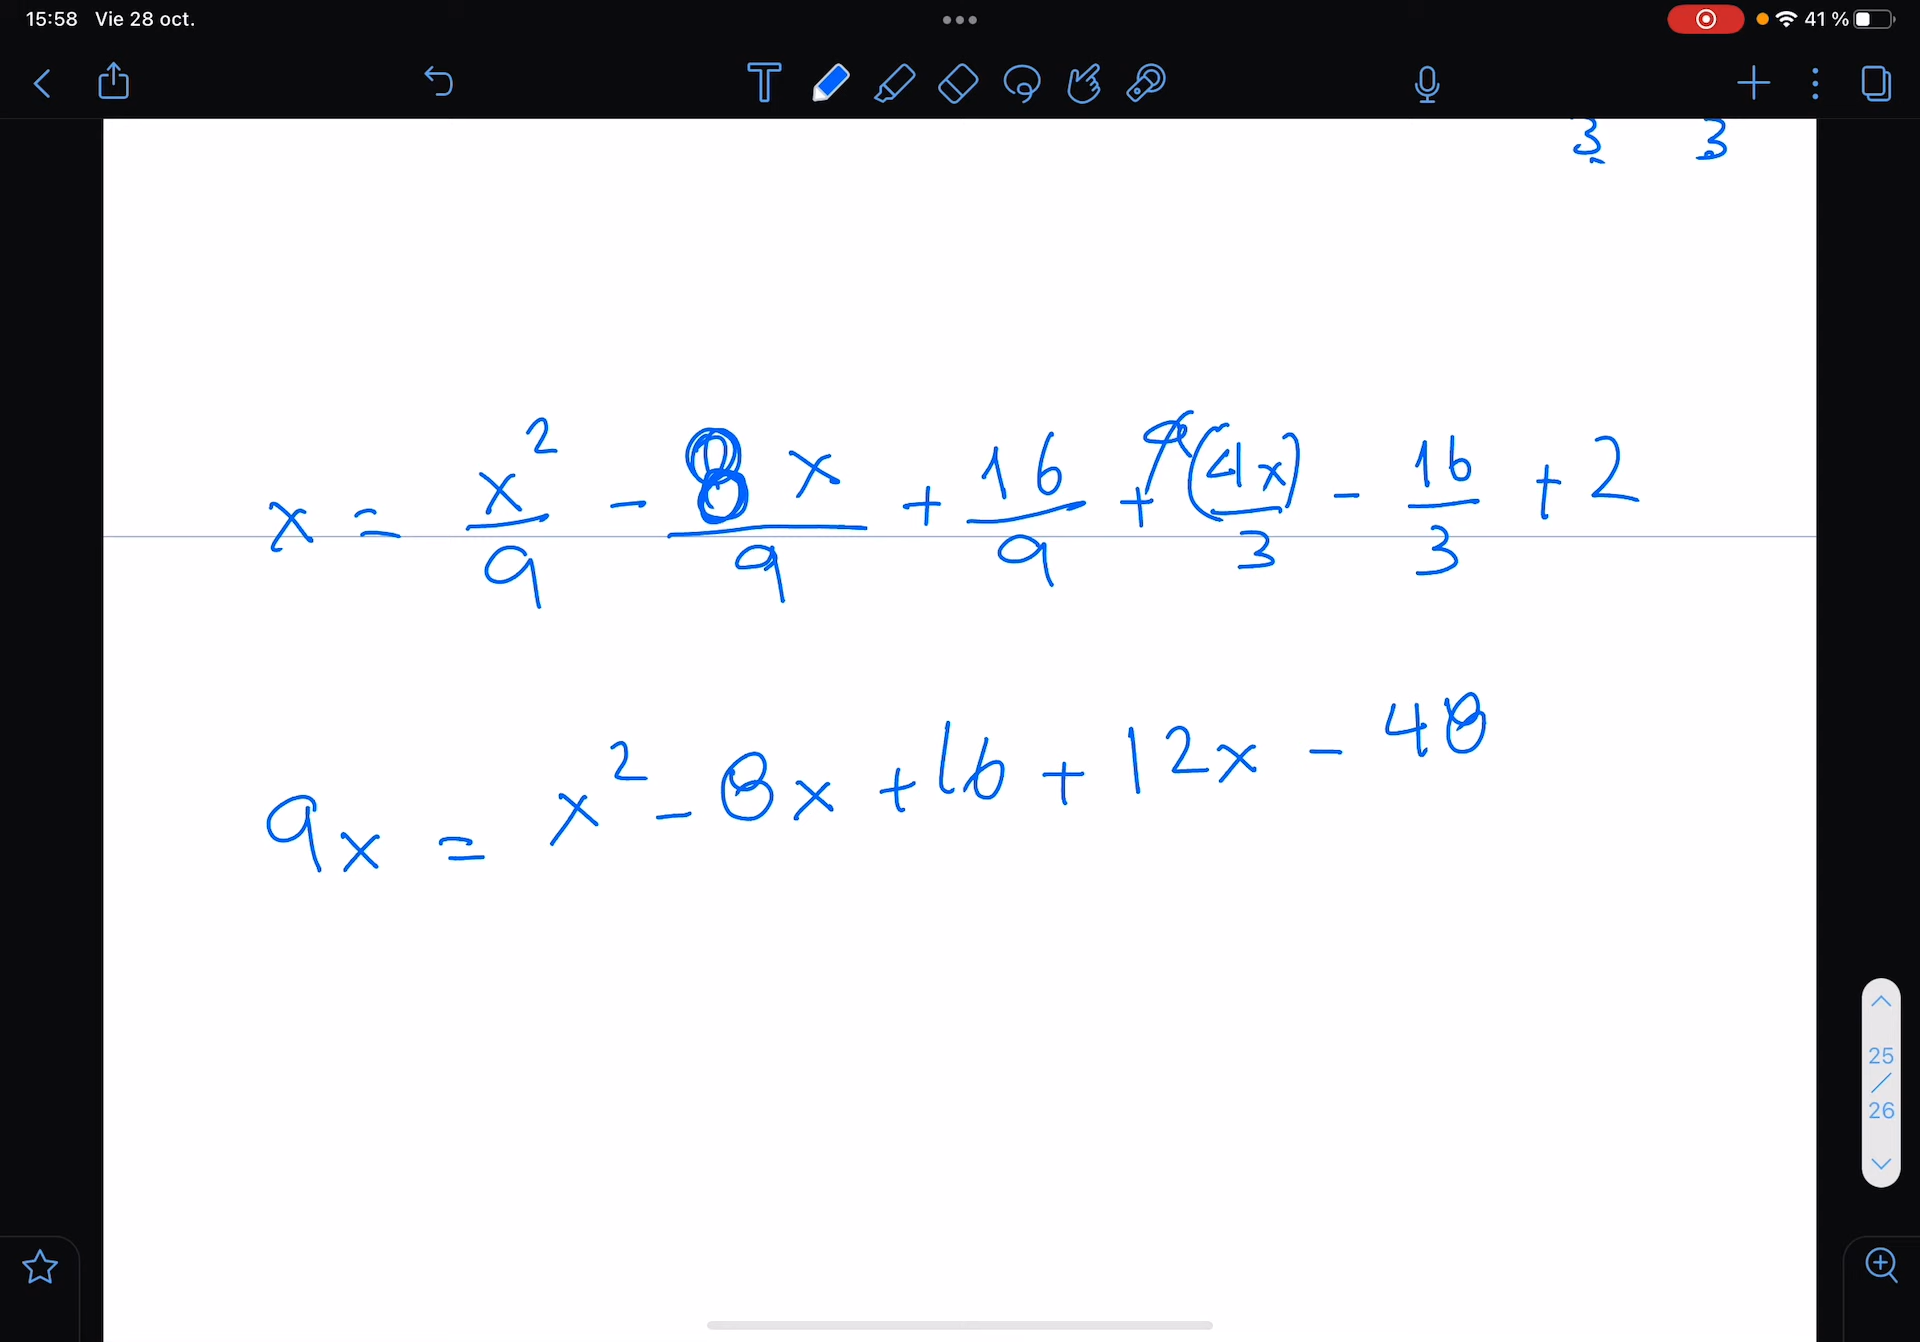 15:58 Vie 28 oct. 41 %
3 3
x = x²/9 - 8x/9 + 16/9 + 9(4x)/3 - 16/3 + 2
9x = x² - 8x + 16 + 12x - 48
25
/
26